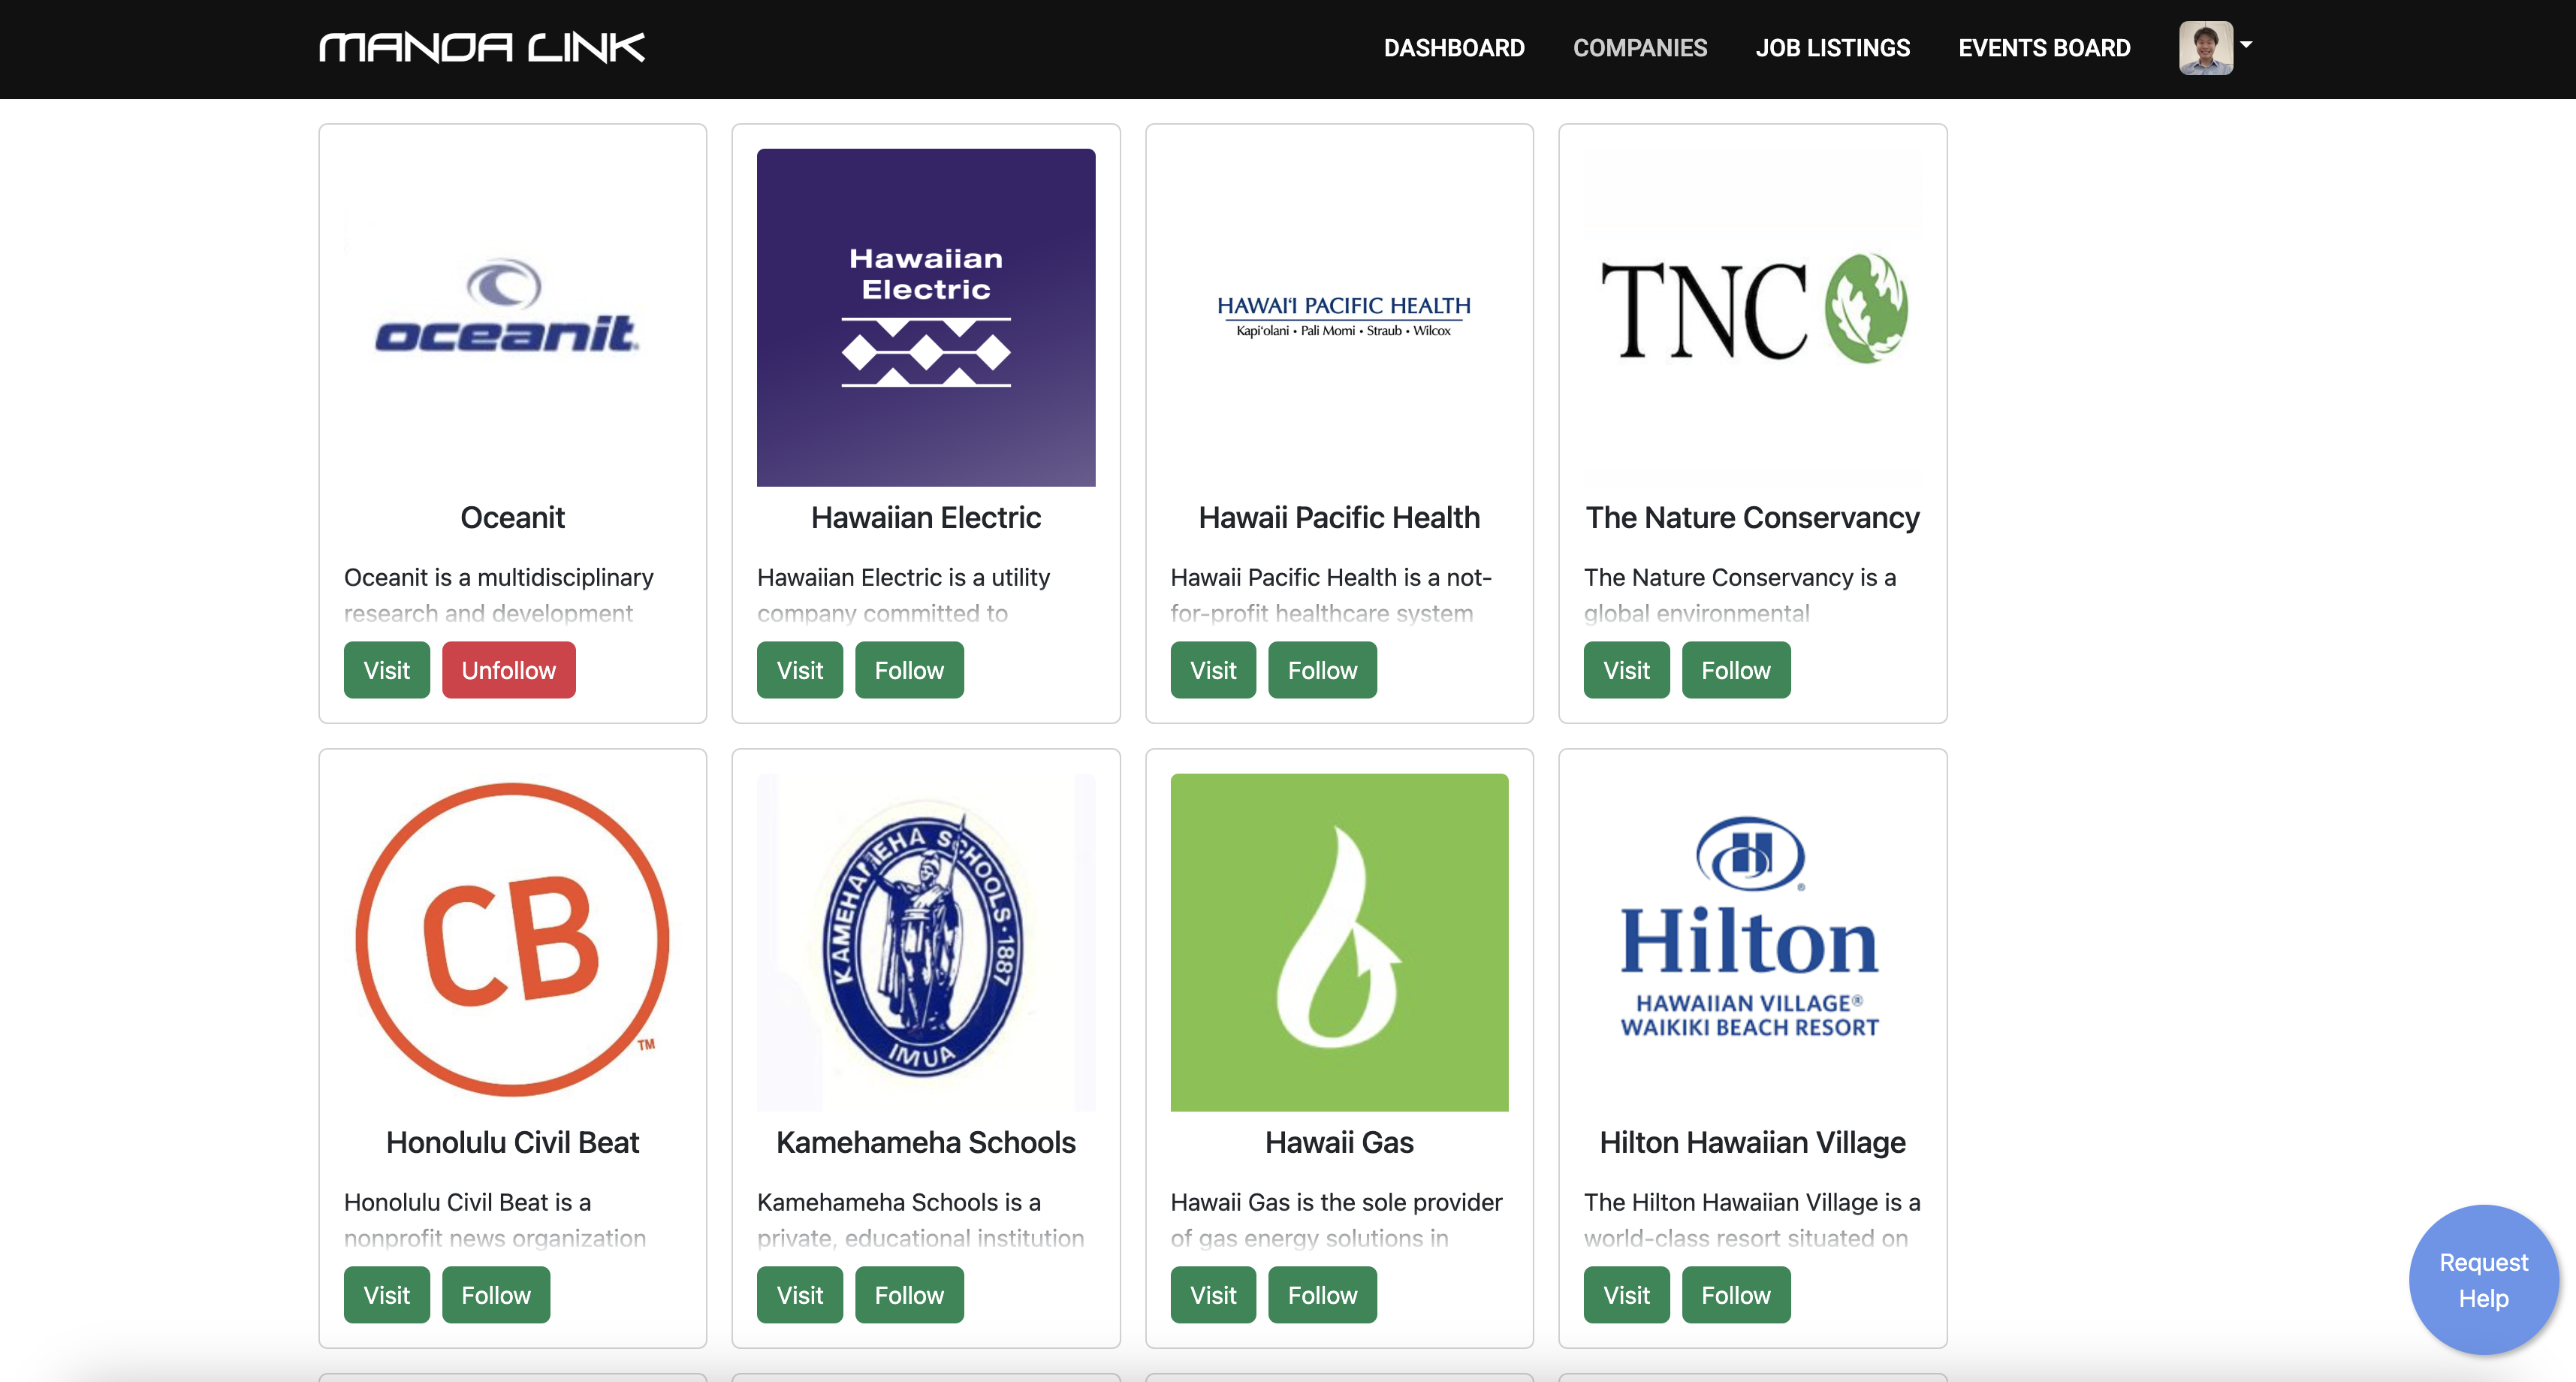 MANOA LINK
DASHBOARD
COMPANIES
JOB LISTINGS
EVENTS BOARD
oceanit®
Oceanit
Oceanit is a multidisciplinary
research and development
Visit
Unfollow
Hawaiian
Electric
Hawaiian Electric
Hawaiian Electric is a utility
company committed to
Visit
Follow
HAWAI‘I PACIFIC HEALTH
Kapi‘olani • Pali Momi • Straub • Wilcox
Hawaii Pacific Health
Hawaii Pacific Health is a not-
for-profit healthcare system
Visit
Follow
TNC
The Nature Conservancy
The Nature Conservancy is a
global environmental
Visit
Follow
CB
TM
Honolulu Civil Beat
Honolulu Civil Beat is a
nonprofit news organization
Visit
Follow
KAMEHAMEHA SCHOOLS · 1887
IMUA
Kamehameha Schools
Kamehameha Schools is a
private, educational institution
Visit
Follow
Hawaii Gas
Hawaii Gas is the sole provider
of gas energy solutions in
Visit
Follow
H®
Hilton
HAWAIIAN VILLAGE®
WAIKIKI BEACH RESORT
Hilton Hawaiian Village
The Hilton Hawaiian Village is a
world-class resort situated on
Visit
Follow
Request
Help